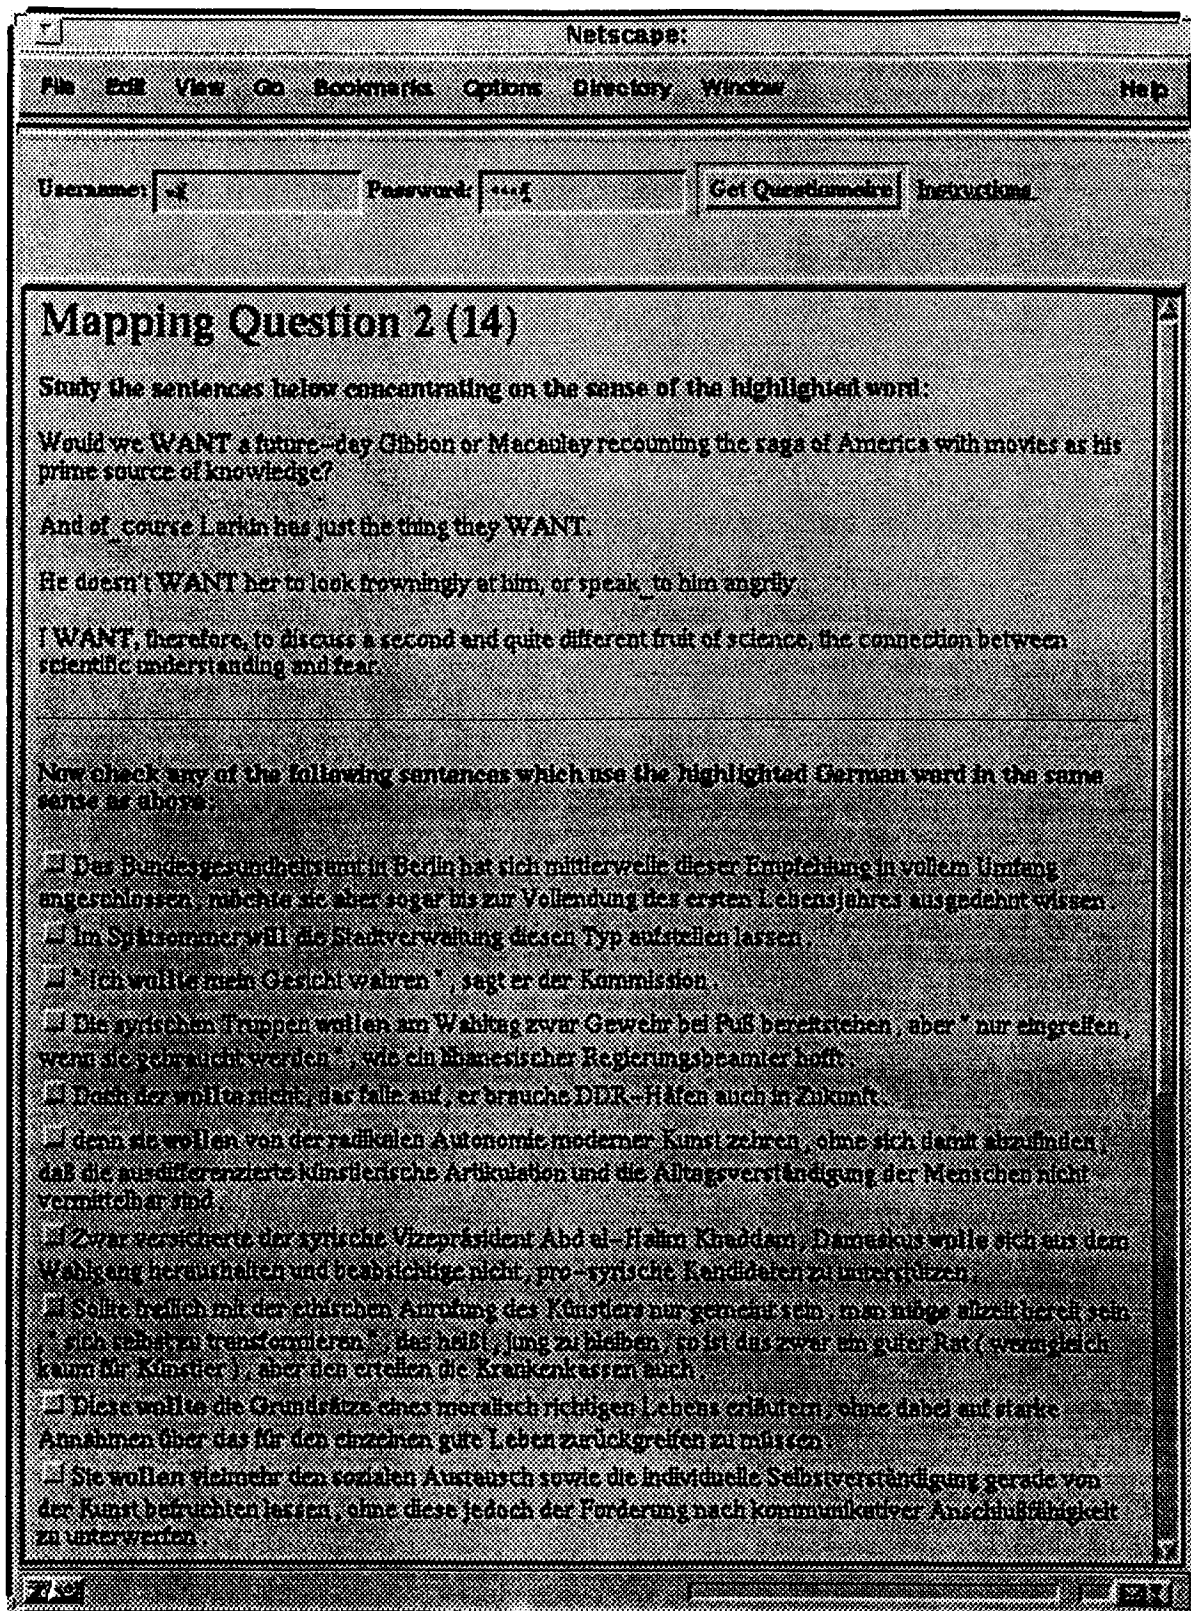 Netscape:
File Edit View Go Bookmarks Options Directory Window Help
Username: Password: Get Questionnaire Instructions
Mapping Question 2 (14)
Study the sentences below concentrating on the sense of the highlighted word:
Would we WANT a future-day Gibbon or Macaulay recounting the saga of America with movies as his
prime source of knowledge?
And of_course Larkin has just the thing they WANT.
He doesn't WANT her to look frowningly at him, or speak_to him angrily.
I WANT, therefore, to discuss a second and quite different fruit of science, the connection between
scientific understanding and fear.
Now check any of the following sentences which use the highlighted German word in the same
sense as above:
Das Bundesgesundheitsamt in Berlin hat sich mittlerweile dieser Empfehlung in vollem Umfang
angeschlossen, möchte sie aber sogar bis zur Vollendung des ersten Lebensjahres ausgedehnt wissen.
Im Spätsommer will die Stadtverwaltung diesen Typ aufstellen lassen.
" Ich wollte mein Gesicht wahren ", sagt er der Kommission.
Die syrischen Truppen wollen am Wahltag zwar Gewehr bei Fuß bereitstehen, aber " nur eingreifen,
wenn sie gebraucht werden ", wie ein libanesischer Regierungsbeamter hofft.
Doch der wollte nicht, das falle auf, er brauche DDR-Häfen auch in Zukunft.
denn sie wollen von der radikalen Autonomie moderner Kunst zehren, ohne sich damit abzufinden,
daß die ausdifferenzierte künstlerische Artikulation und die Alltagsverständigung der Menschen nicht
vermittelbar sind.
Zwar versicherte der syrische Vizepräsident Abd el-Halim Khaddam, Damaskus wolle sich aus dem
Wahlgang heraushalten und beabsichtige nicht, pro-syrische Kandidaten zu unterstützen.
Sollte freilich mit der ethischen Anrufung des Künstlers nur gemeint sein, man möge allzeit bereit sein
, " sich selbst zu transformieren ", das heißt, jung zu bleiben, so ist das zwar ein guter Rat ( wenngleich
kaum für Künstler ), aber den erteilen die Krankenkassen auch.
Diese wollte die Grundsätze eines moralisch richtigen Lebens erläutern, ohne dabei auf starke
Annahmen über das für den einzelnen gute Leben zurückgreifen zu müssen.
Sie wollen vielmehr den sozialen Austausch sowie die individuelle Selbstverständigung gerade von
der Kunst befruchten lassen, ohne diese jedoch der Forderung nach kommunikativer Anschlußfähigkeit
zu unterwerfen.